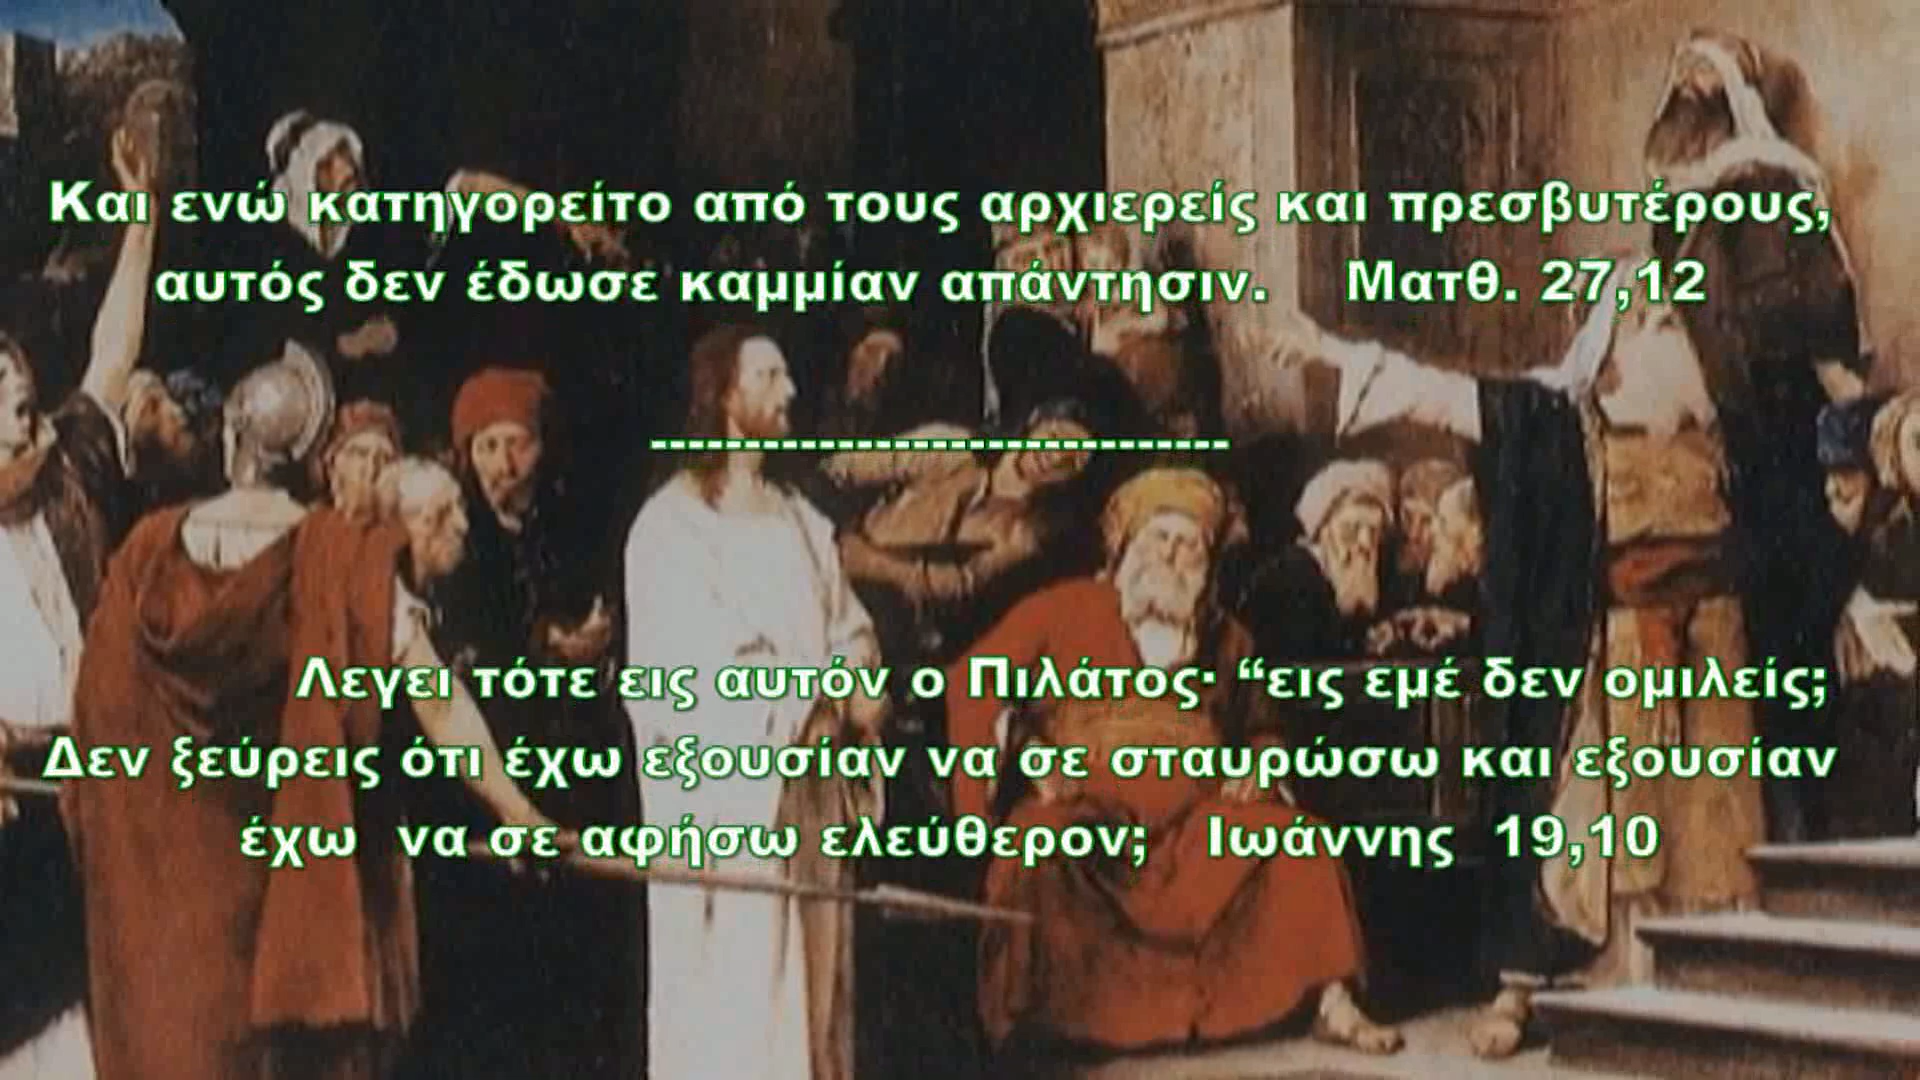 Και ενώ κατηγορείτο από τους αρχιερείς και πρεσβυτέρους,
αυτός δεν έδωσε καμμίαν απάντησιν. Ματθ. 27,12
-------------------------------
Λεγει τότε εις αυτόν ο Πιλάτος· “εις εμέ δεν ομιλείς;
Δεν ξεύρεις ότι έχω εξουσίαν να σε σταυρώσω και εξουσίαν
έχω να σε αφήσω ελεύθερον; Ιωάννης 19,10